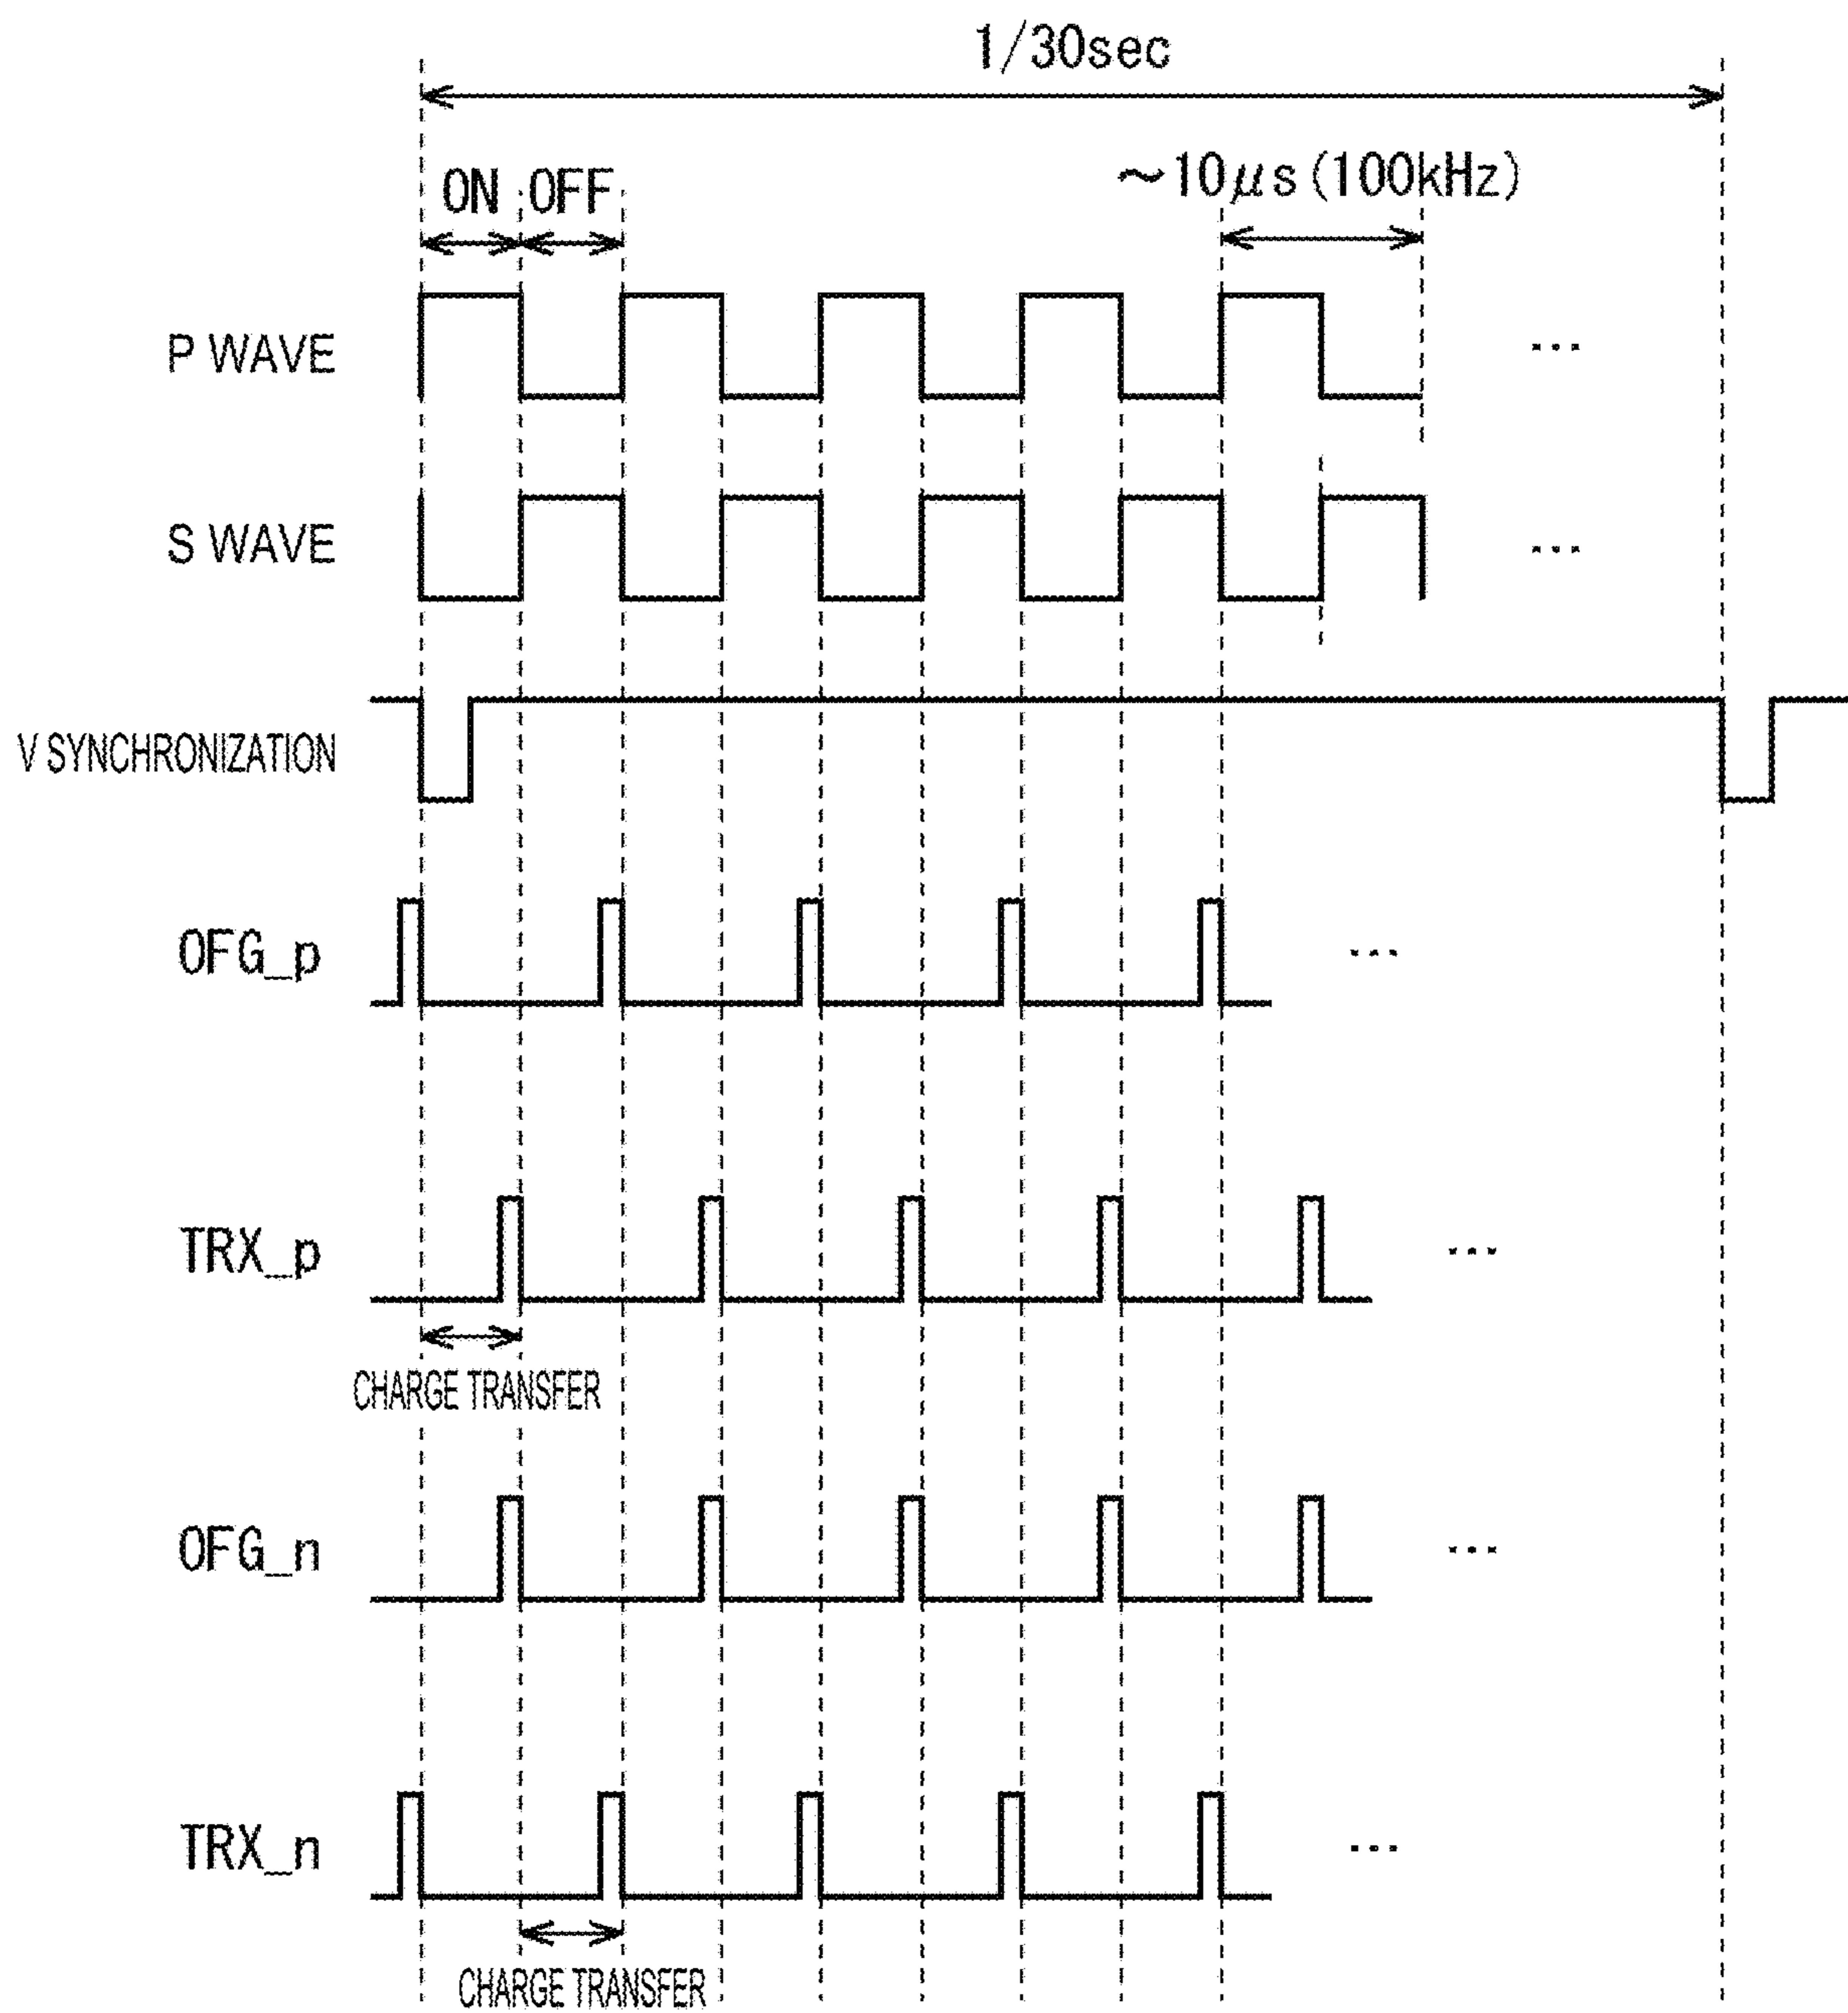 1/30sec
ON OFF
~10μs(100kHz)
P WAVE
...
S WAVE
...
V SYNCHRONIZATION
OFG_p
...
TRX_p
...
CHARGE TRANSFER
OFG_n
...
TRX_n
...
CHARGE TRANSFER